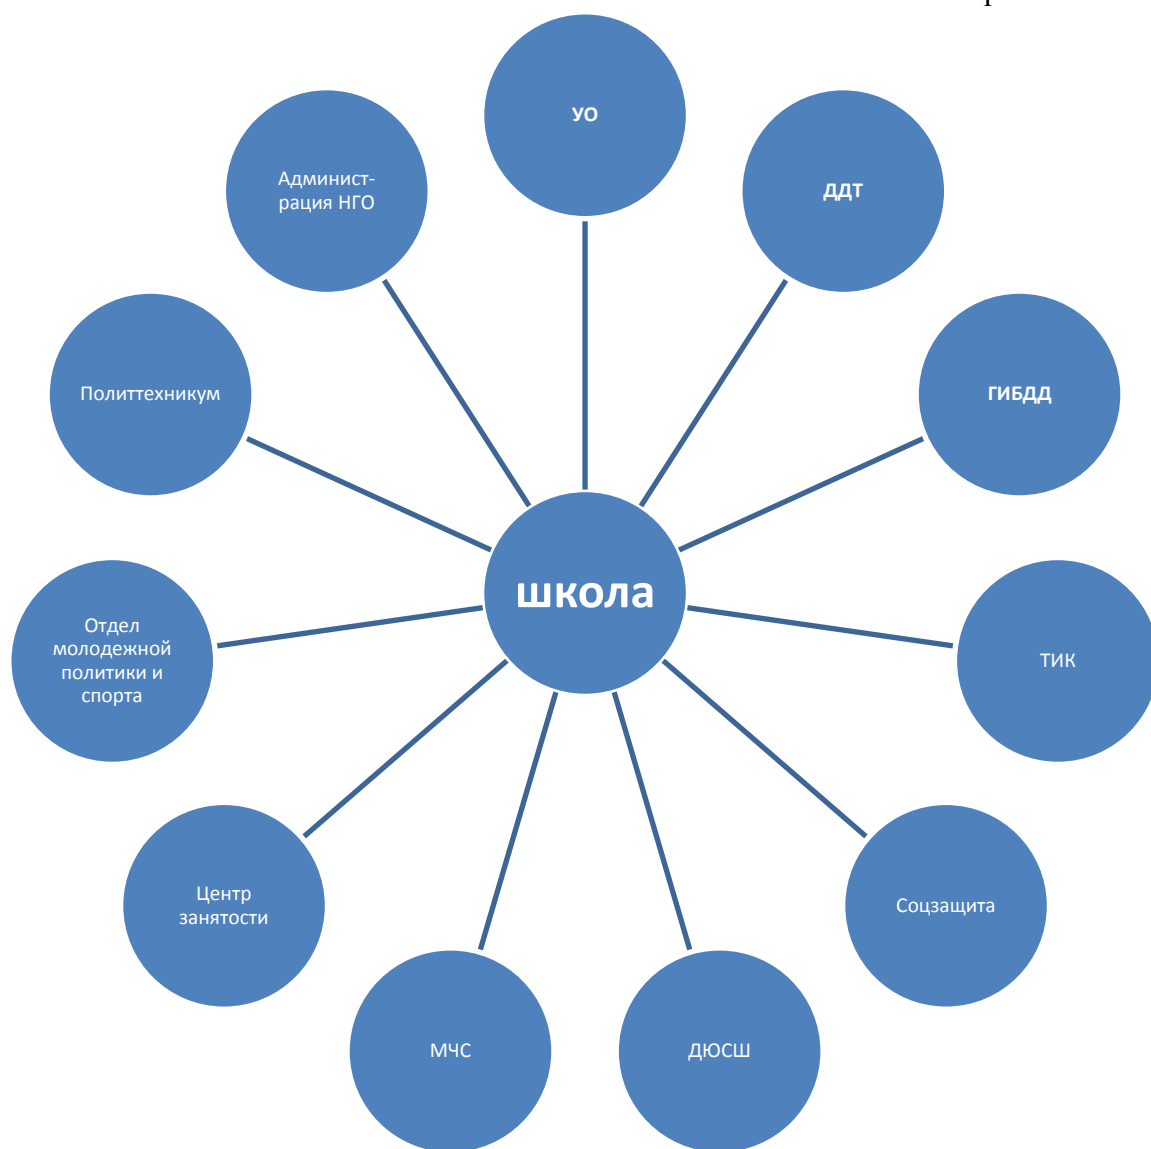 УО
Админист-
рация НГО
ДДТ
Политтехникум
ГИБДД
школа
Отдел
молодежной
политики и
спорта
ТИК
Центр
занятости
Соцзащита
МЧС
ДЮСШ